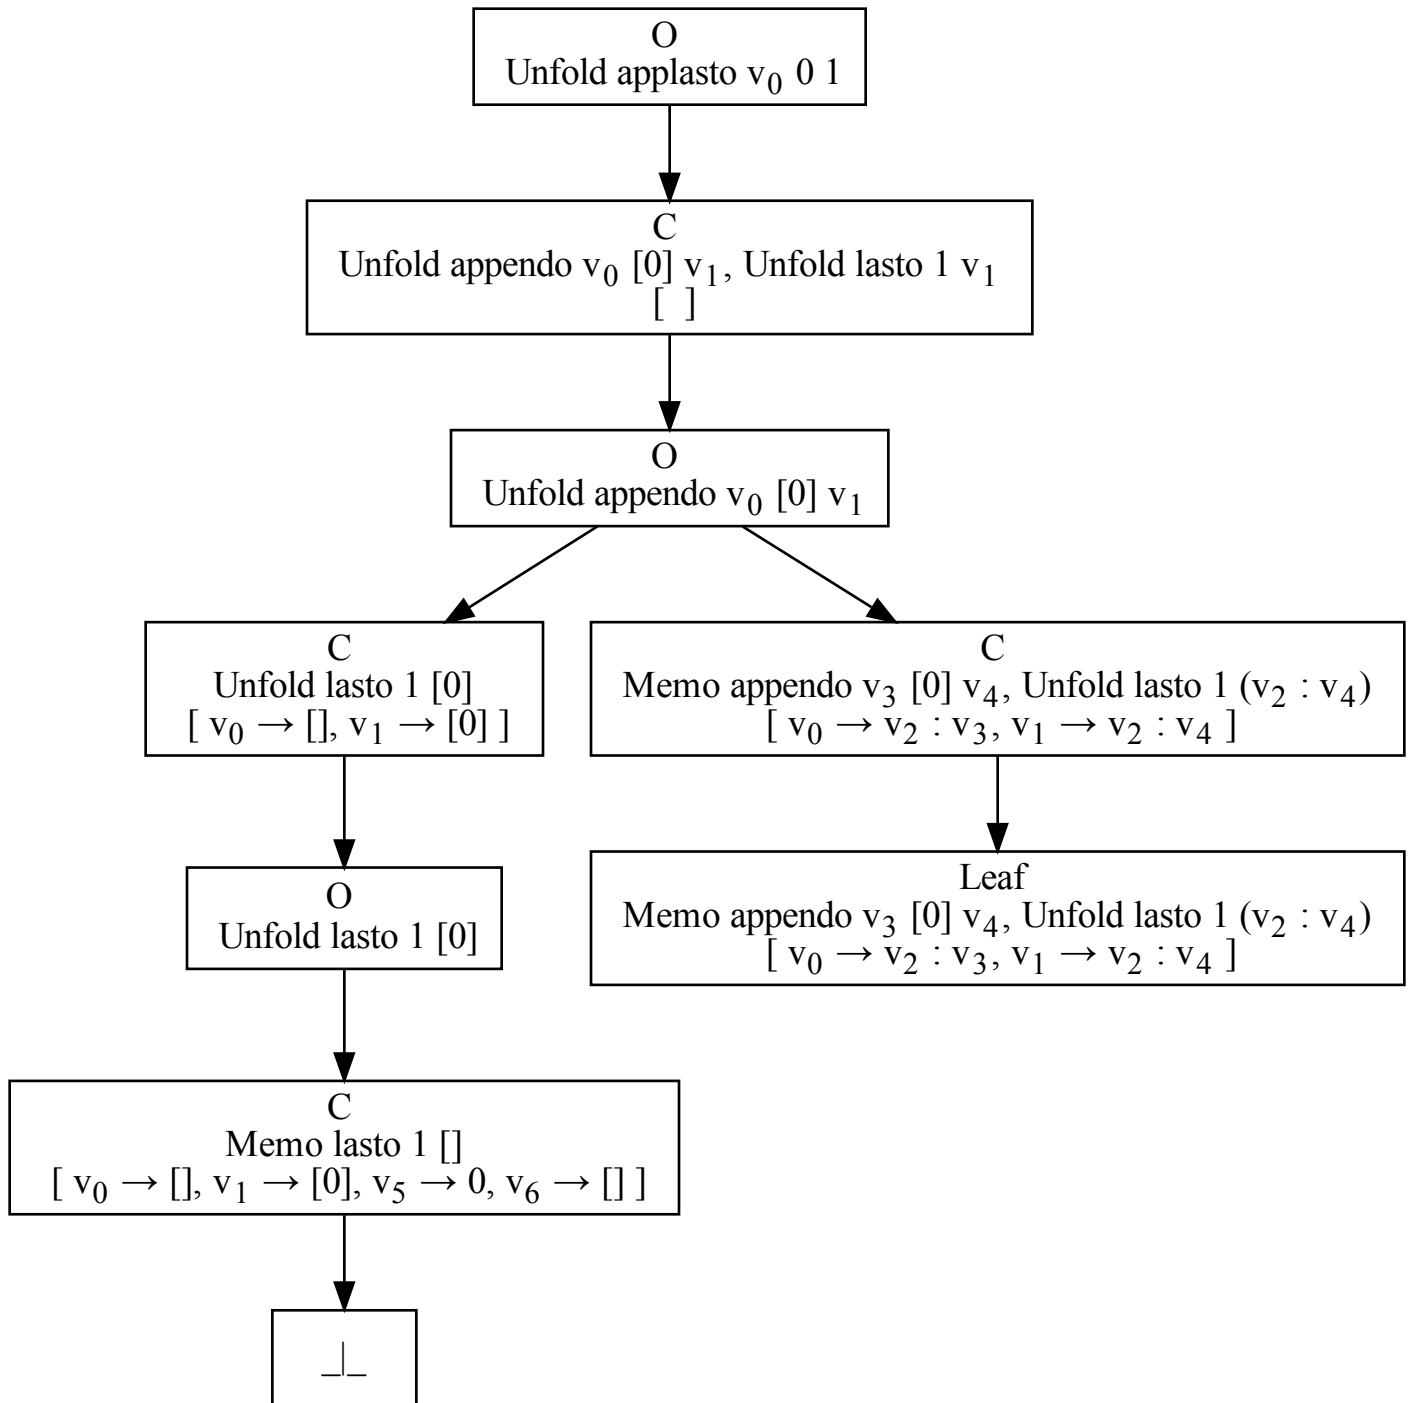 O
Unfold applasto v₀ 0 1
C
Unfold appendo v₀ [0] v₁, Unfold lasto 1 v₁
[ ]
O
Unfold appendo v₀ [0] v₁
C
Unfold lasto 1 [0]
[ v₀ → [], v₁ → [0] ]
C
Memo appendo v₃ [0] v₄, Unfold lasto 1 (v₂ : v₄)
[ v₀ → v₂ : v₃, v₁ → v₂ : v₄ ]
O
Unfold lasto 1 [0]
Leaf
Memo appendo v₃ [0] v₄, Unfold lasto 1 (v₂ : v₄)
[ v₀ → v₂ : v₃, v₁ → v₂ : v₄ ]
C
Memo lasto 1 []
[ v₀ → [], v₁ → [0], v₅ → 0, v₆ → [] ]
_|_